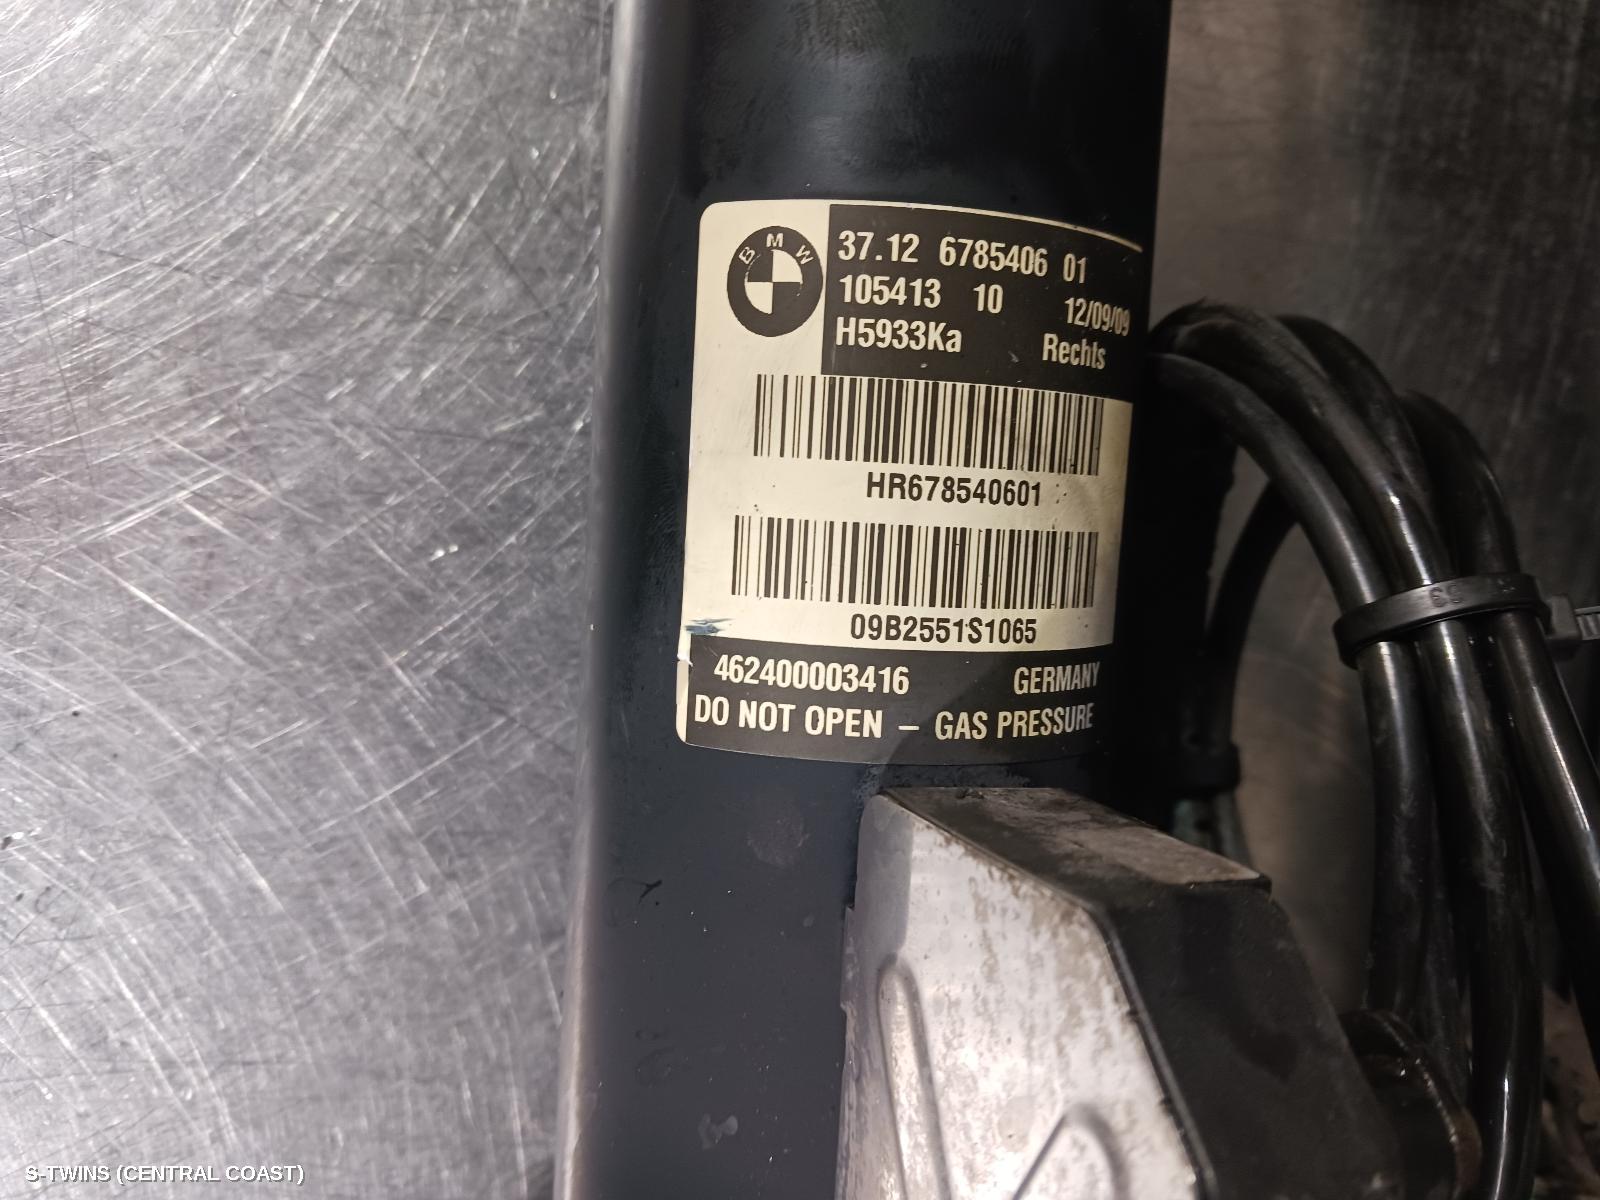 BMW
37.12 6785406 01
105413 10 12/09/09
H5933Ka Rechts
HR678540601
09B2551S1065
462400003416 GERMANY
DO NOT OPEN – GAS PRESSURE
S-TWINS (CENTRAL COAST)